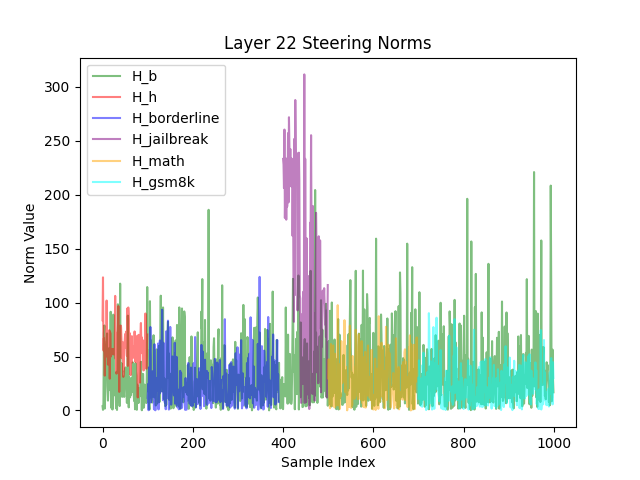 Layer 22 Steering Norms
H_b
H_h
H_borderline
H_jailbreak
H_math
H_gsm8k
300
250
200
150
100
50
0
Norm Value
0 200 400 600 800 1000
Sample Index